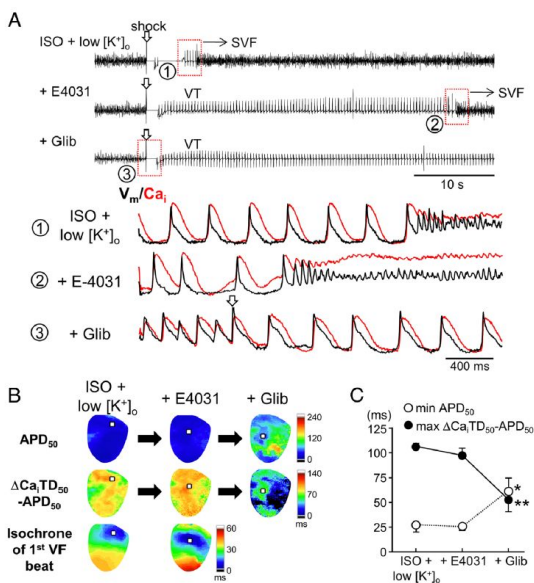 A
shock
ISO + low [K⁺]ₒ
SVF
①
+ E4031
VT
SVF
②
+ Glib
VT
③
10 s
Vₘ/Caᵢ
① ISO +
low [K⁺]ₒ
② + E-4031
③ + Glib
400 ms
B
ISO +
low [K⁺]ₒ
+ E4031
+ Glib
APD₅₀
240
120
0
ms
ΔCaᵢTD₅₀
-APD₅₀
140
70
0
ms
Isochrone
of 1ˢᵗ VF
beat
60
30
0
ms
C
[ms]
min APD₅₀
max ΔCaᵢTD₅₀-APD₅₀
125
100
75
50
25
0
*
**
ISO +
low [K⁺]ₒ
+ E4031
+ Glib